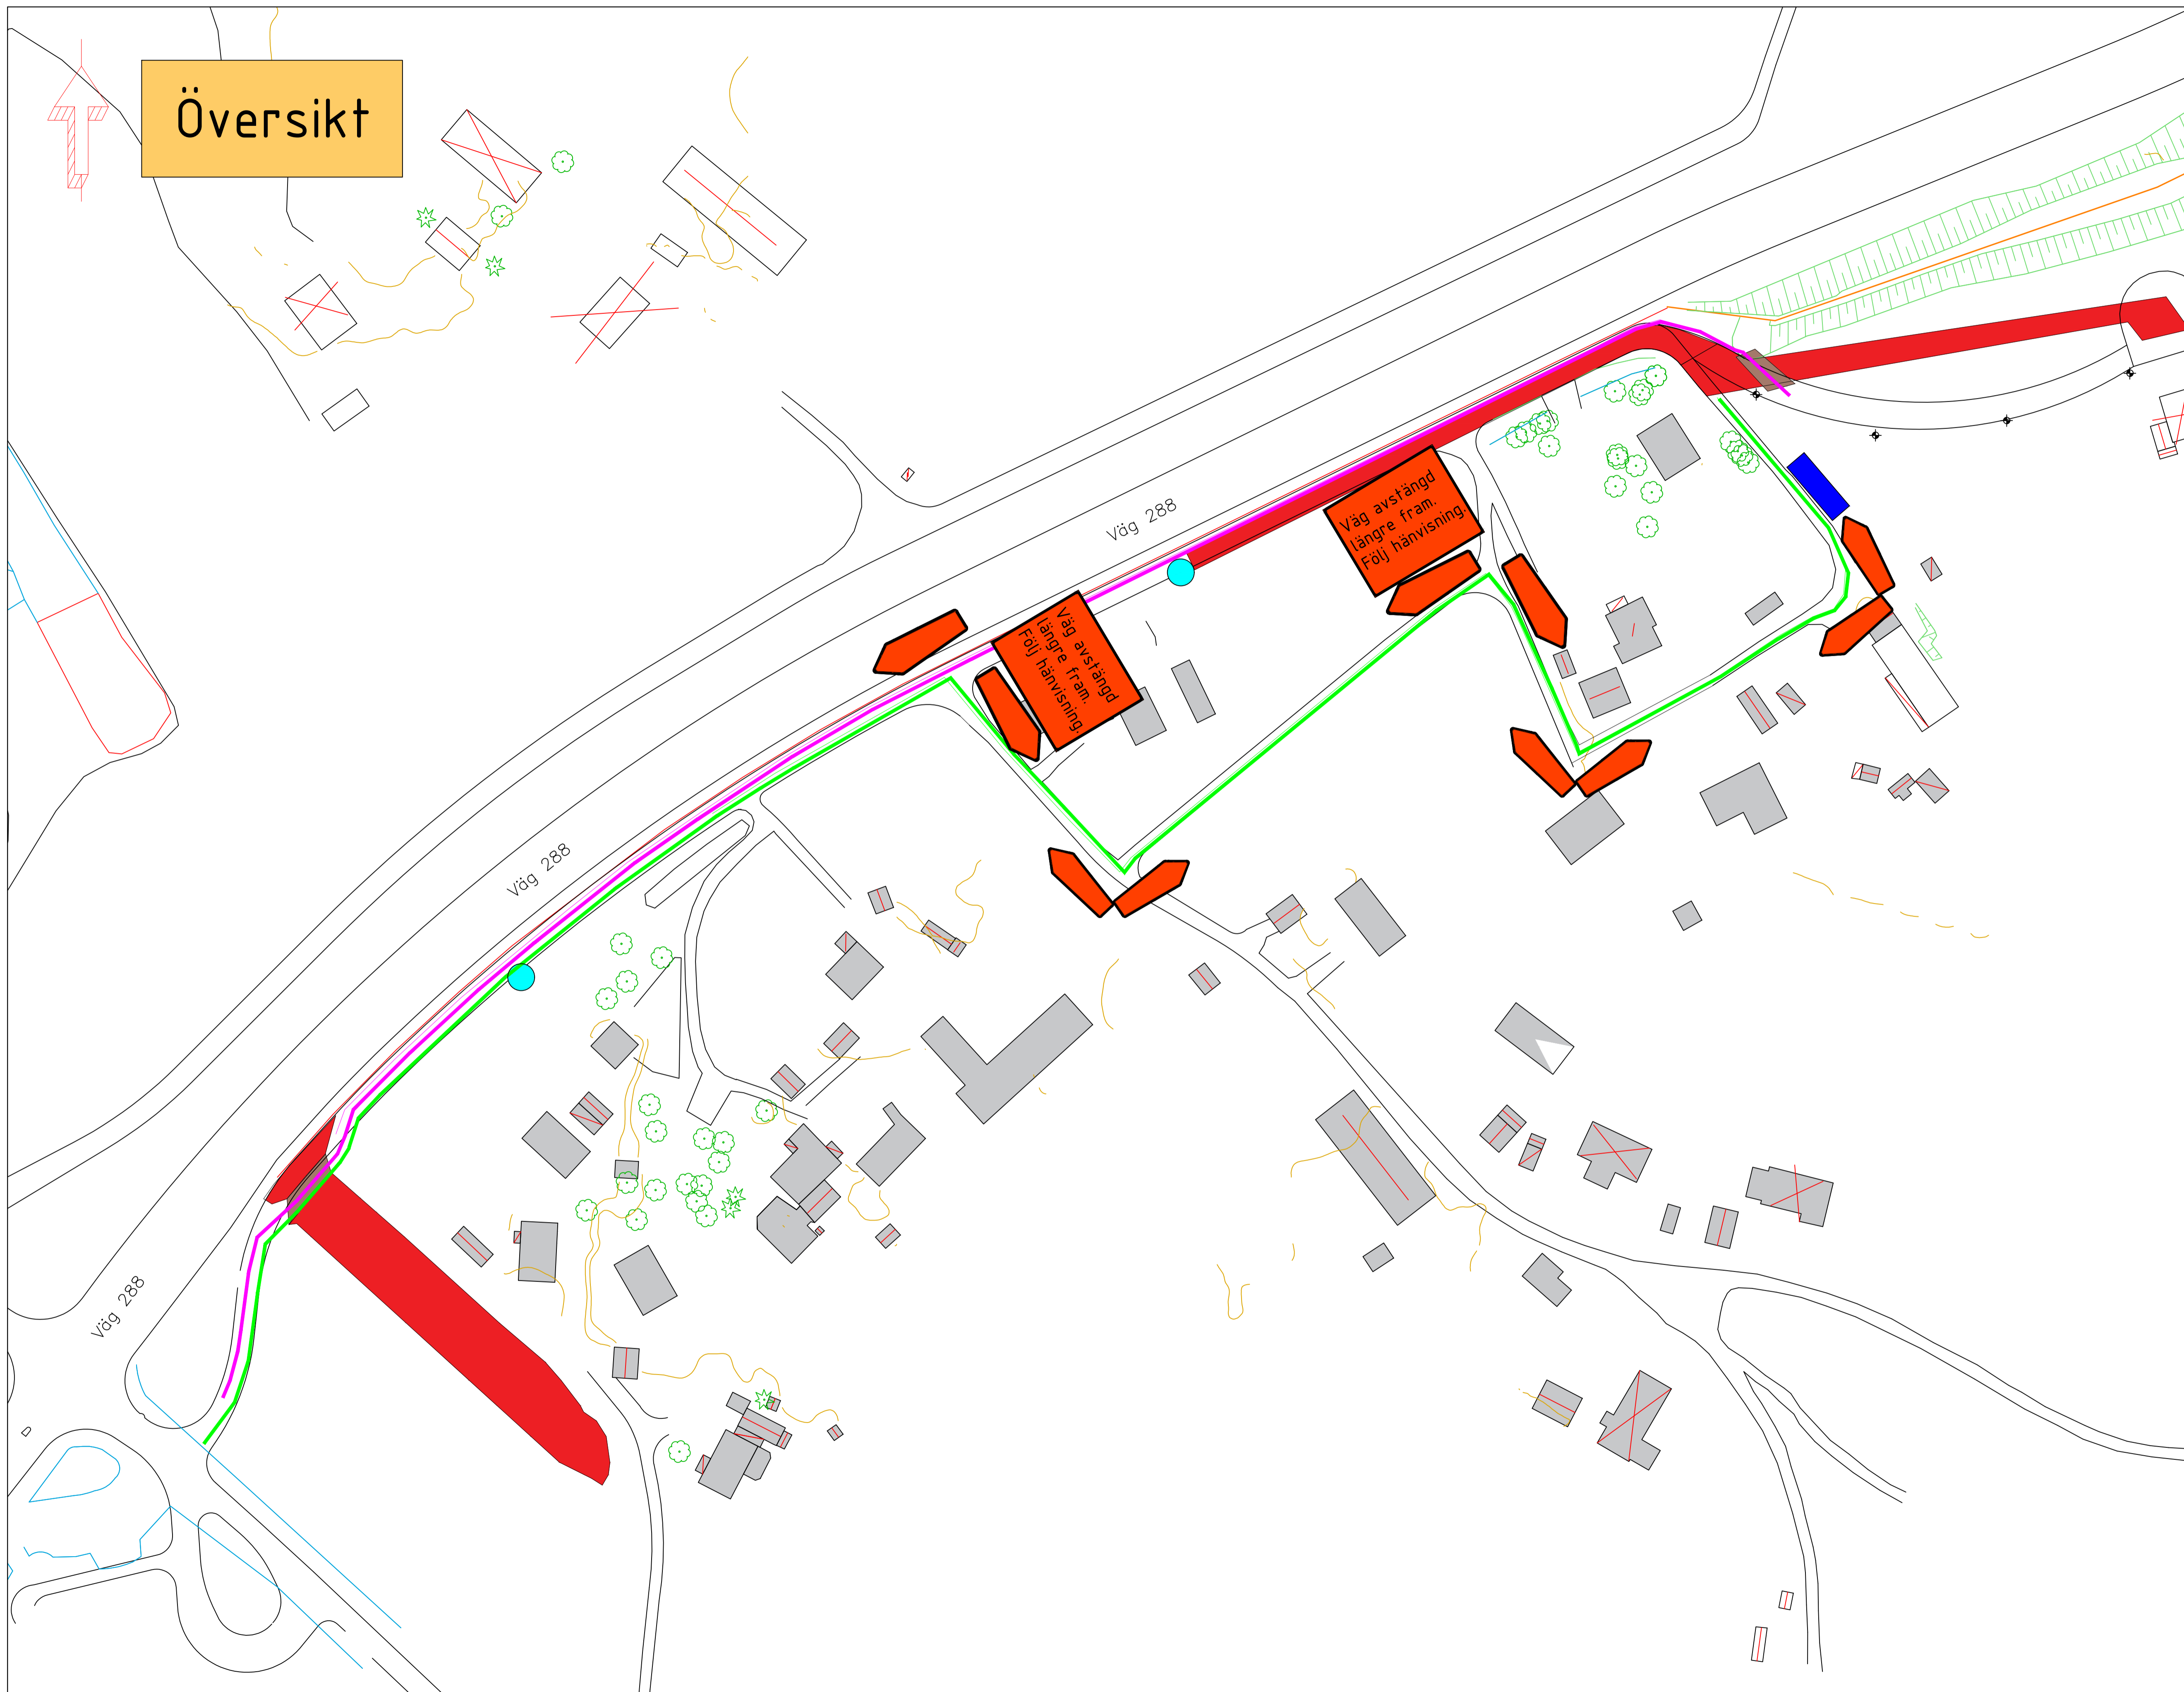 Översikt
Väg 288
Väg avstängd
längre fram.
Följ hänvisning.
Väg avstängd
längre fram.
Följ hänvisning
Väg 288
Väg 288